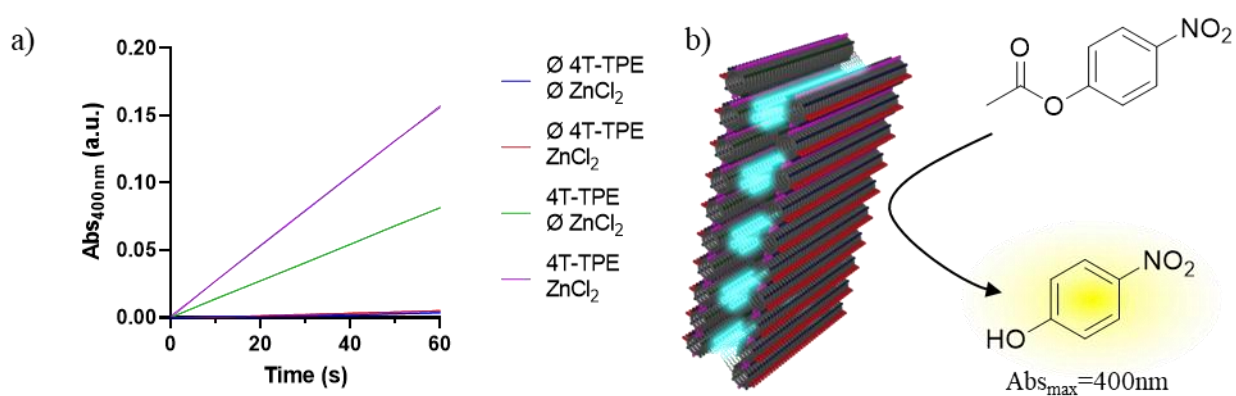 a)
0.20
0.15
0.10
0.05
0.00
Abs400nm (a.u.)
0
20
40
60
Time (s)
Ø 4T-TPE
Ø ZnCl2
Ø 4T-TPE
ZnCl2
4T-TPE
Ø ZnCl2
4T-TPE
ZnCl2
b)
NO2
O
O
NO2
HO
Absmax=400nm